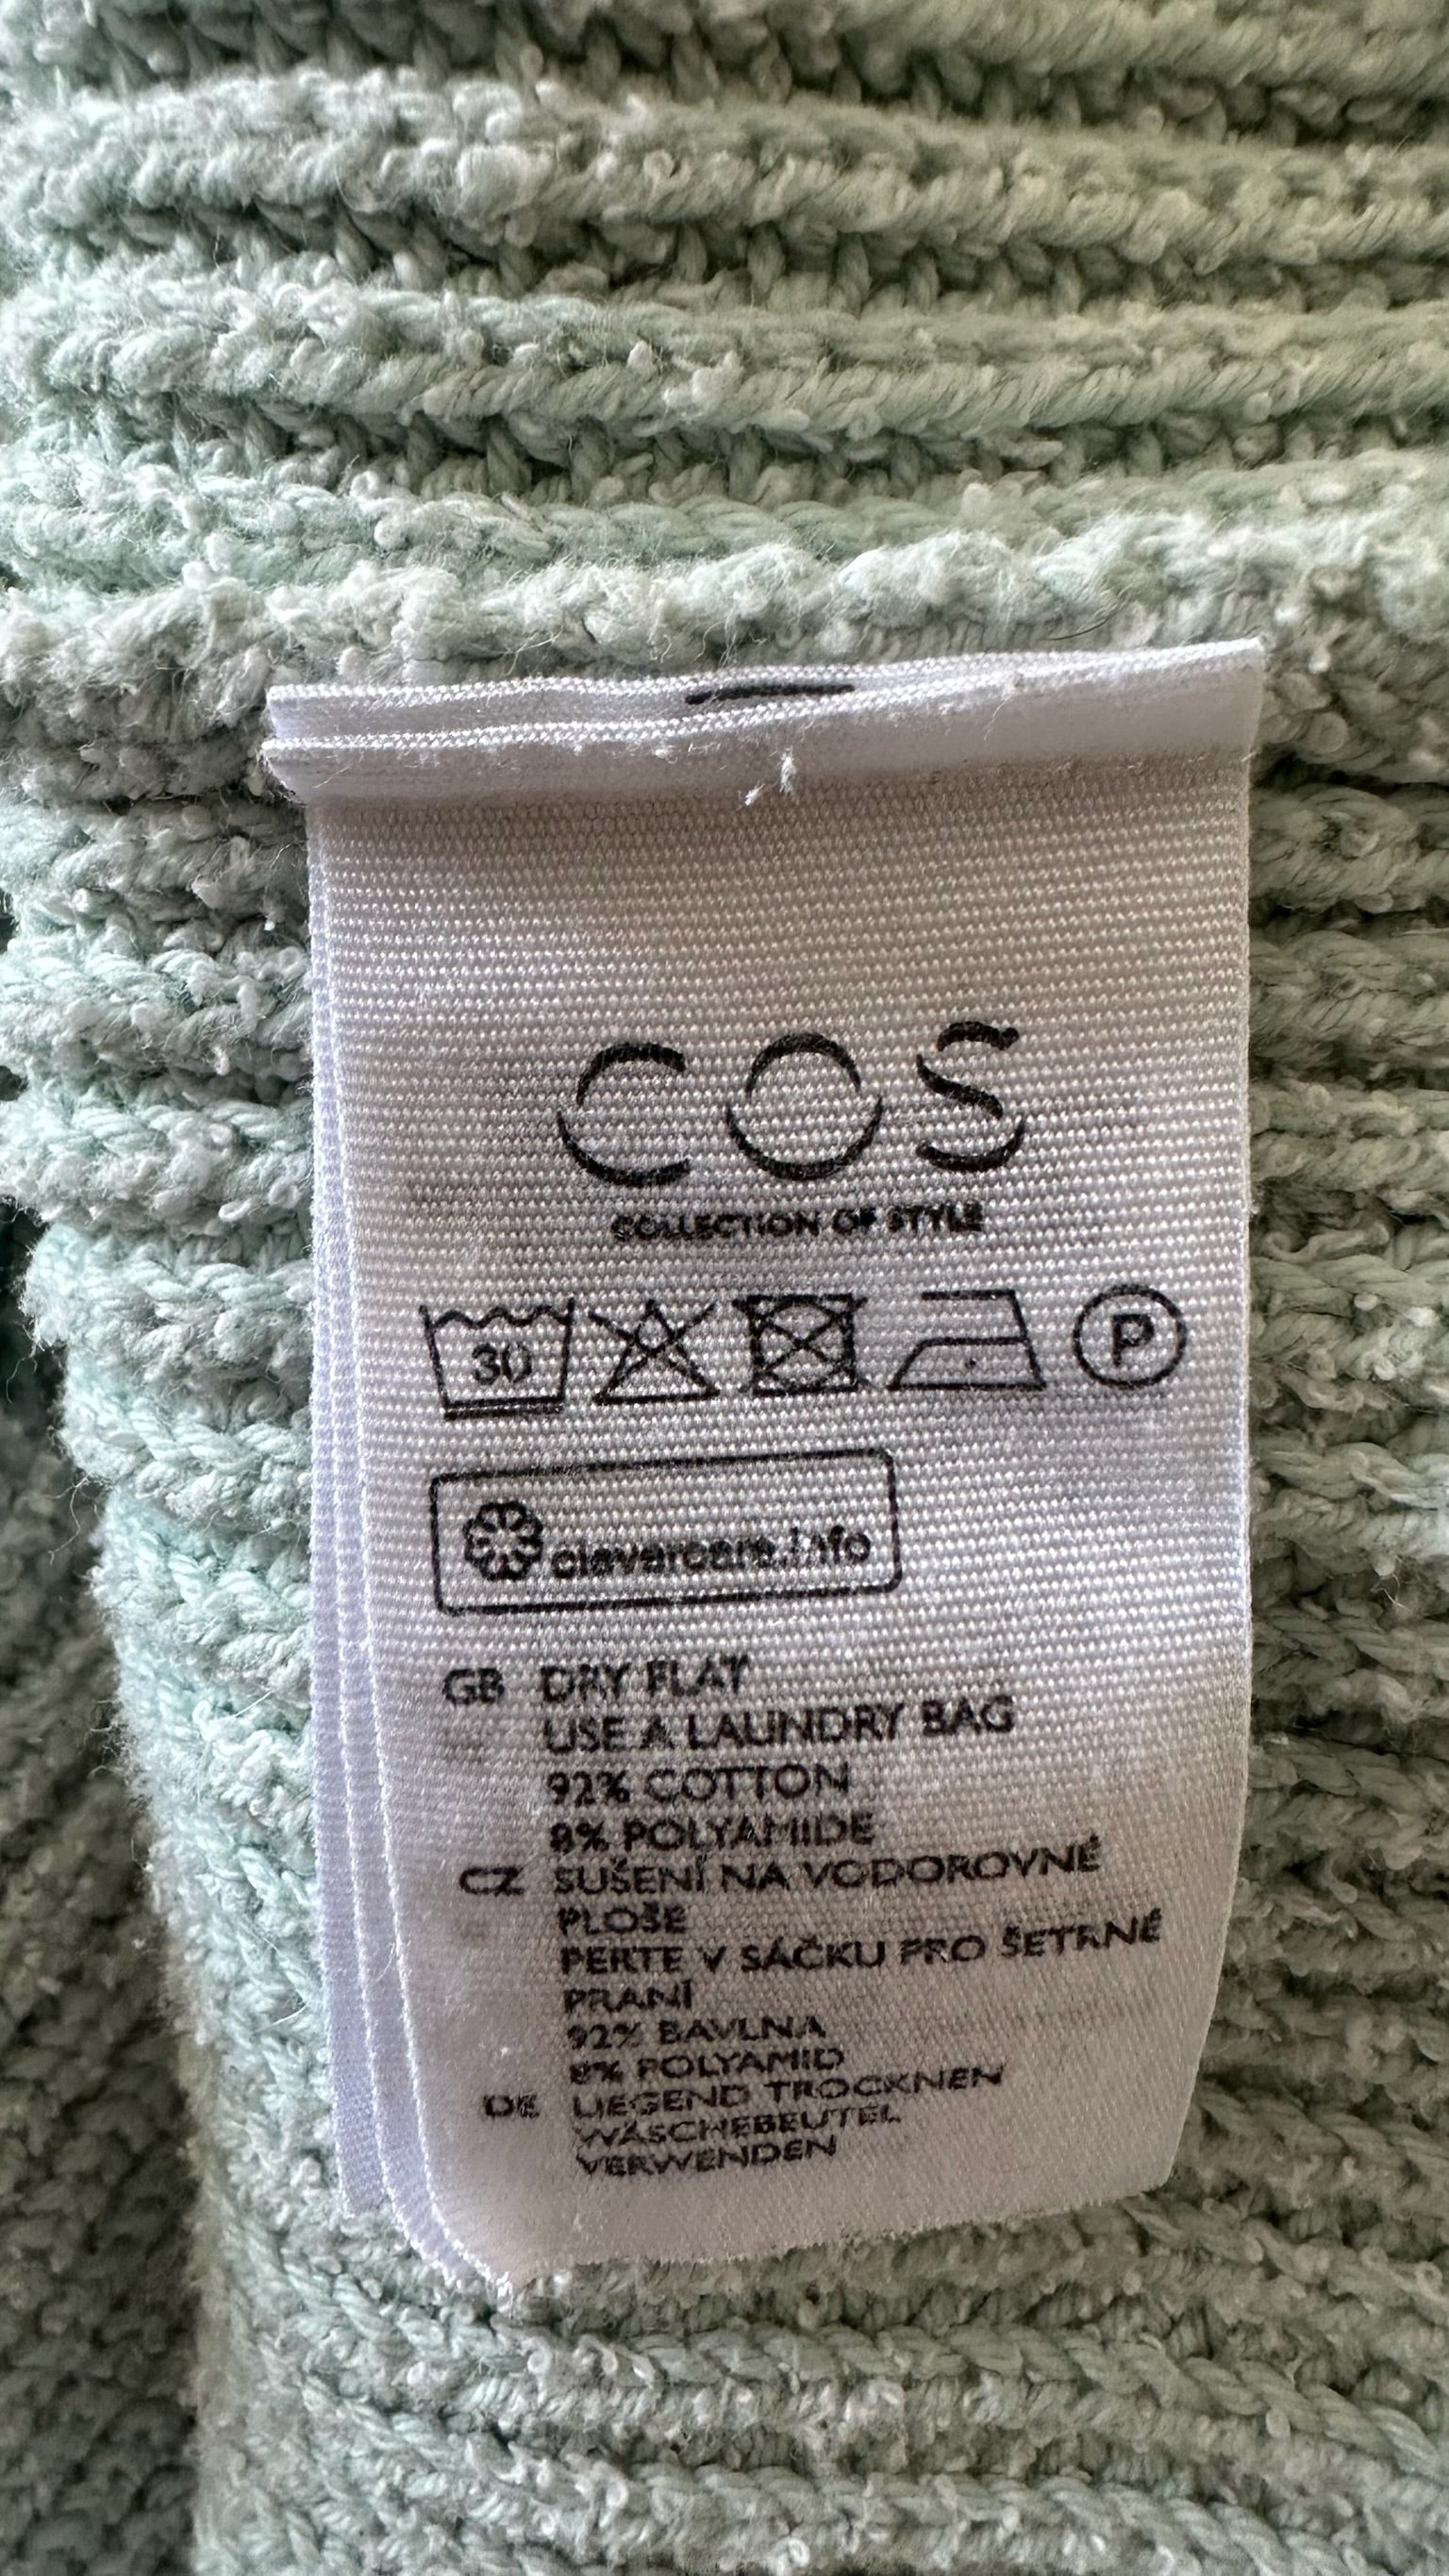 COS
COLLECTION OF STYLE
30
P
clevercare.info
GB DRY FLAT
USE A LAUNDRY BAG
92% COTTON
8% POLYAMIDE
CZ SUŠENÍ NA VODOROVNÉ
PLOŠE
PERTE V SÁČKU PRO ŠETRNÉ
PRANÍ
92% BAVLNA
8% POLYAMID
DE LIEGEND TROCKNEN
WÄSCHEBEUTEL
VERWENDEN